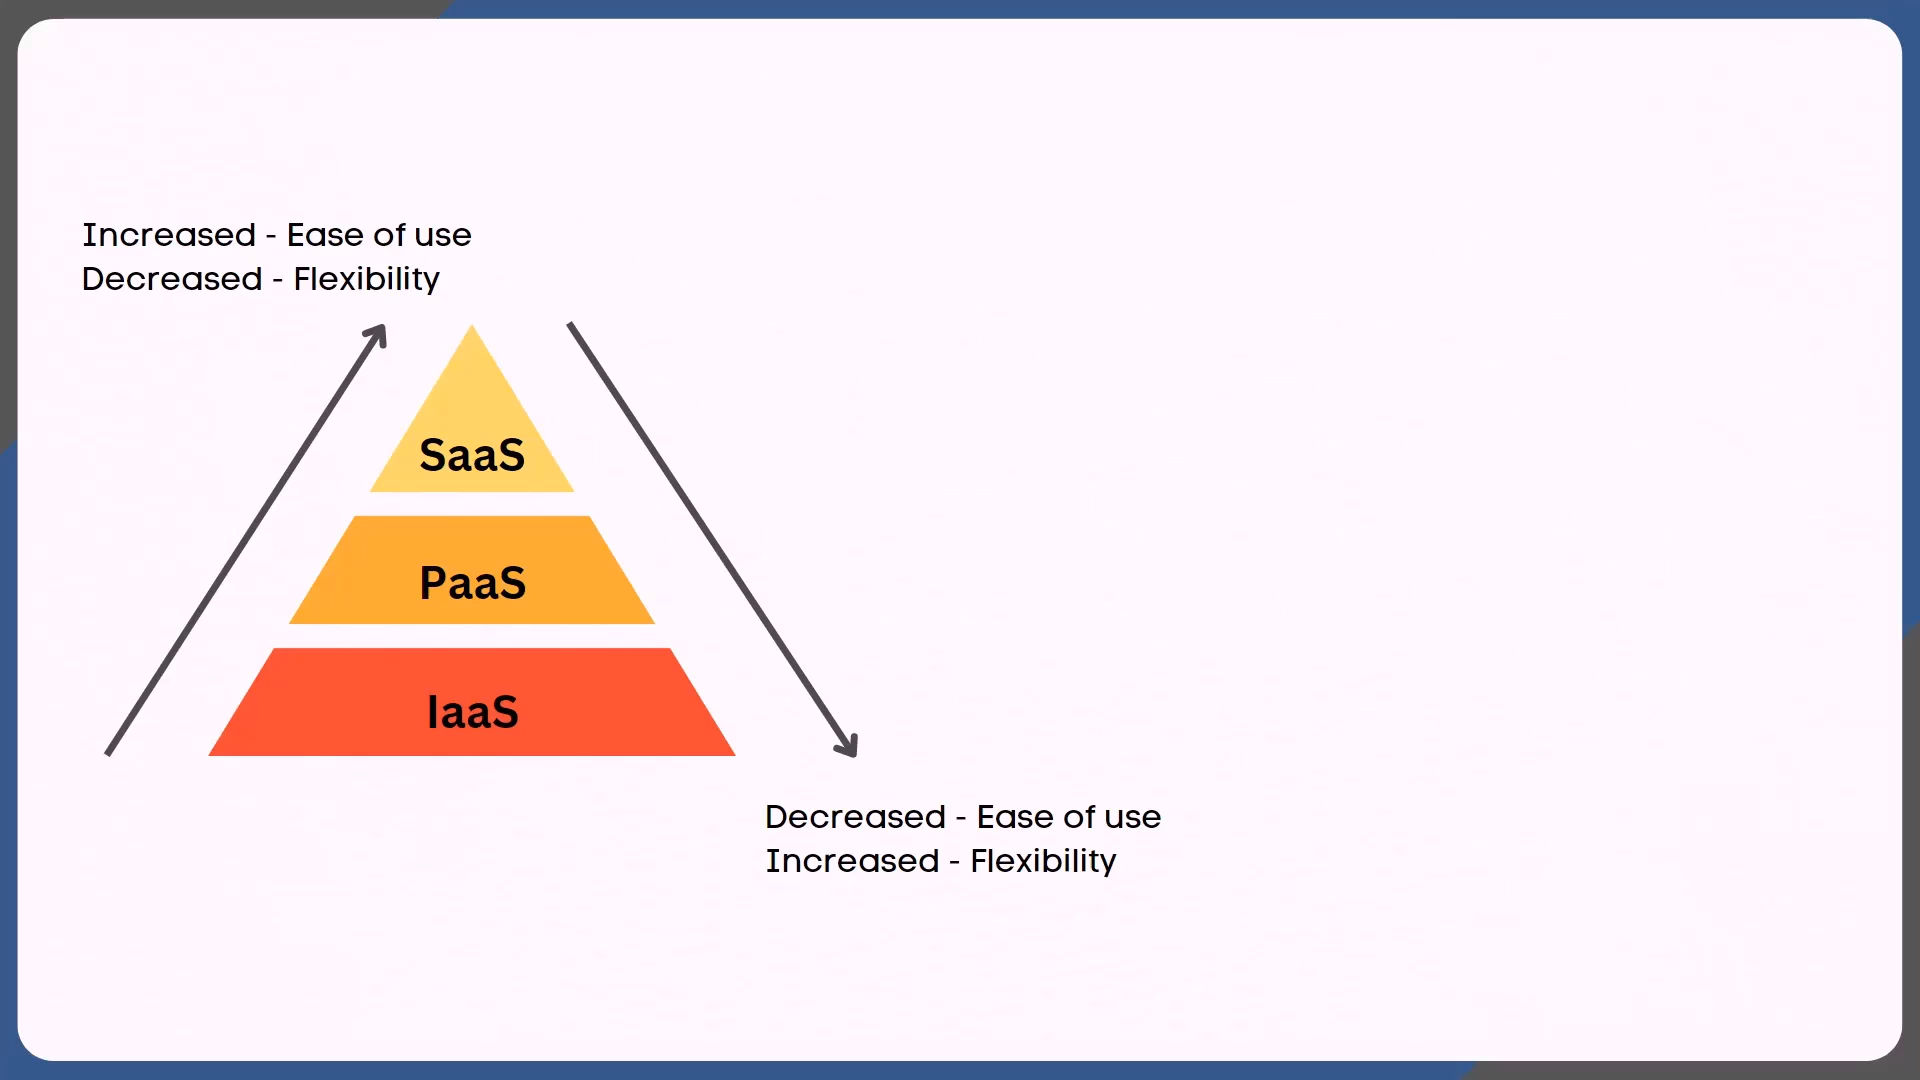 Increased - Ease of use
Decreased - Flexibility
SaaS
PaaS
IaaS
Decreased - Ease of use
Increased - Flexibility